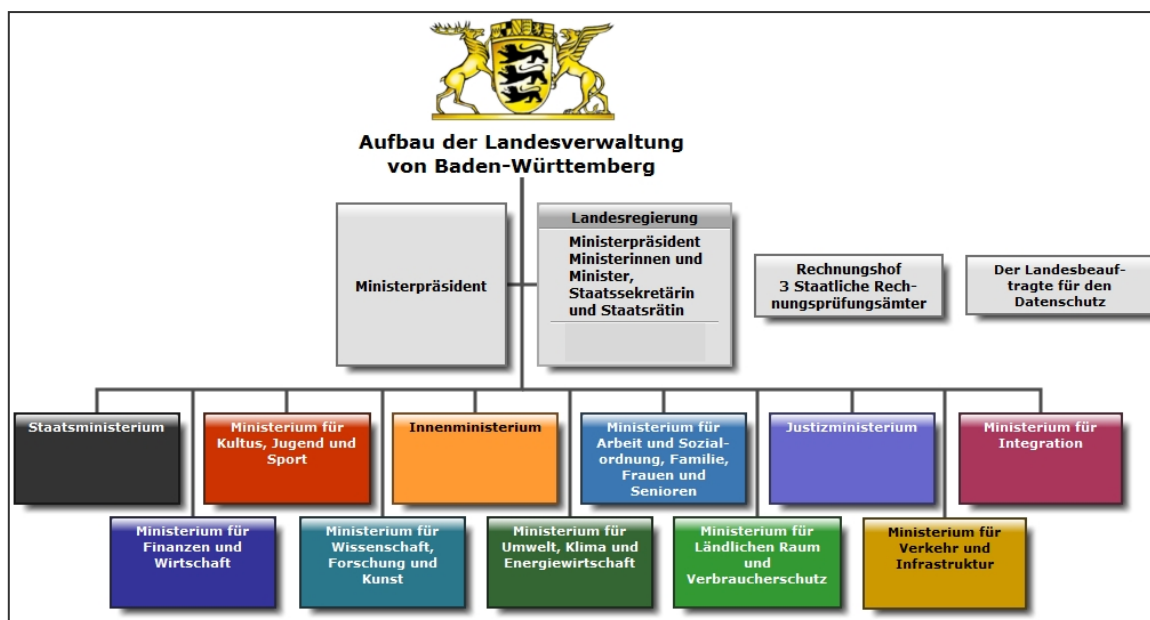 Aufbau der Landesverwaltung
von Baden-Württemberg
Ministerpräsident
Landesregierung
Ministerpräsident
Ministerinnen und
Minister,
Staatssekretärin
und Staatsrätin
Rechnungshof
3 Staatliche Rech-
nungsprüfungsämter
Der Landesbeauf-
tragte für den
Datenschutz
Staatsministerium
Ministerium für
Kultus, Jugend und
Sport
Innenministerium
Ministerium für
Arbeit und Sozial-
ordnung, Familie,
Frauen und
Senioren
Justizministerium
Ministerium für
Integration
Ministerium für
Finanzen und
Wirtschaft
Ministerium für
Wissenschaft,
Forschung und
Kunst
Ministerium für
Umwelt, Klima und
Energiewirtschaft
Ministerium für
Ländlichen Raum
und
Verbraucherschutz
Ministerium für
Verkehr und
Infrastruktur